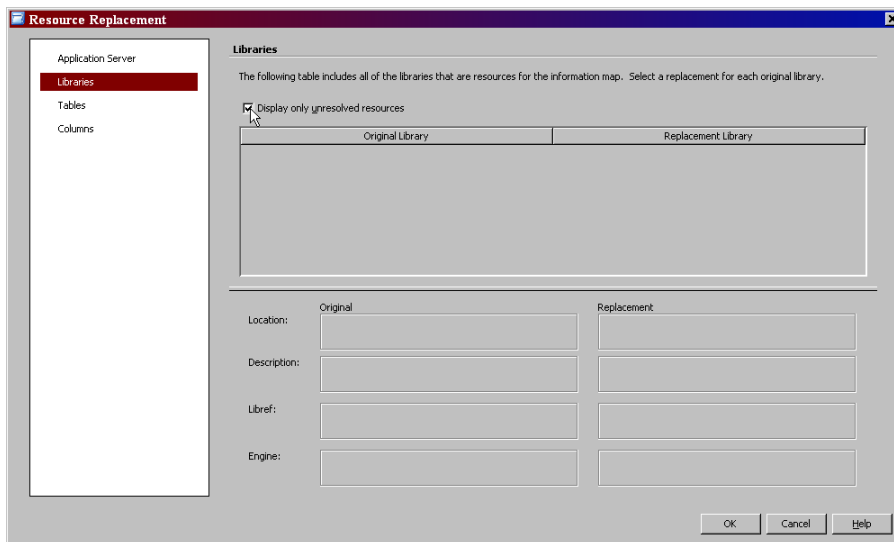 Resource Replacement
Application Server
Libraries
Tables
Columns
Libraries
The following table includes all of the libraries that are resources for the information map. Select a replacement for each original library.
Display only unresolved resources
Original Library Replacement Library
Original Replacement
Location:
Description:
Libref:
Engine:
OK Cancel Help